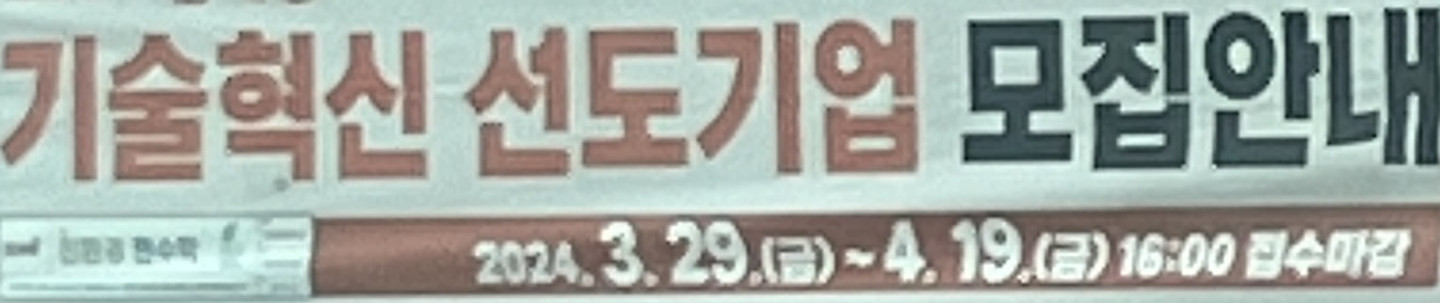 기술혁신 선도기업 모집안내
2024. 3. 29.(금) ~ 4. 19.(금) 16:00 접수마감